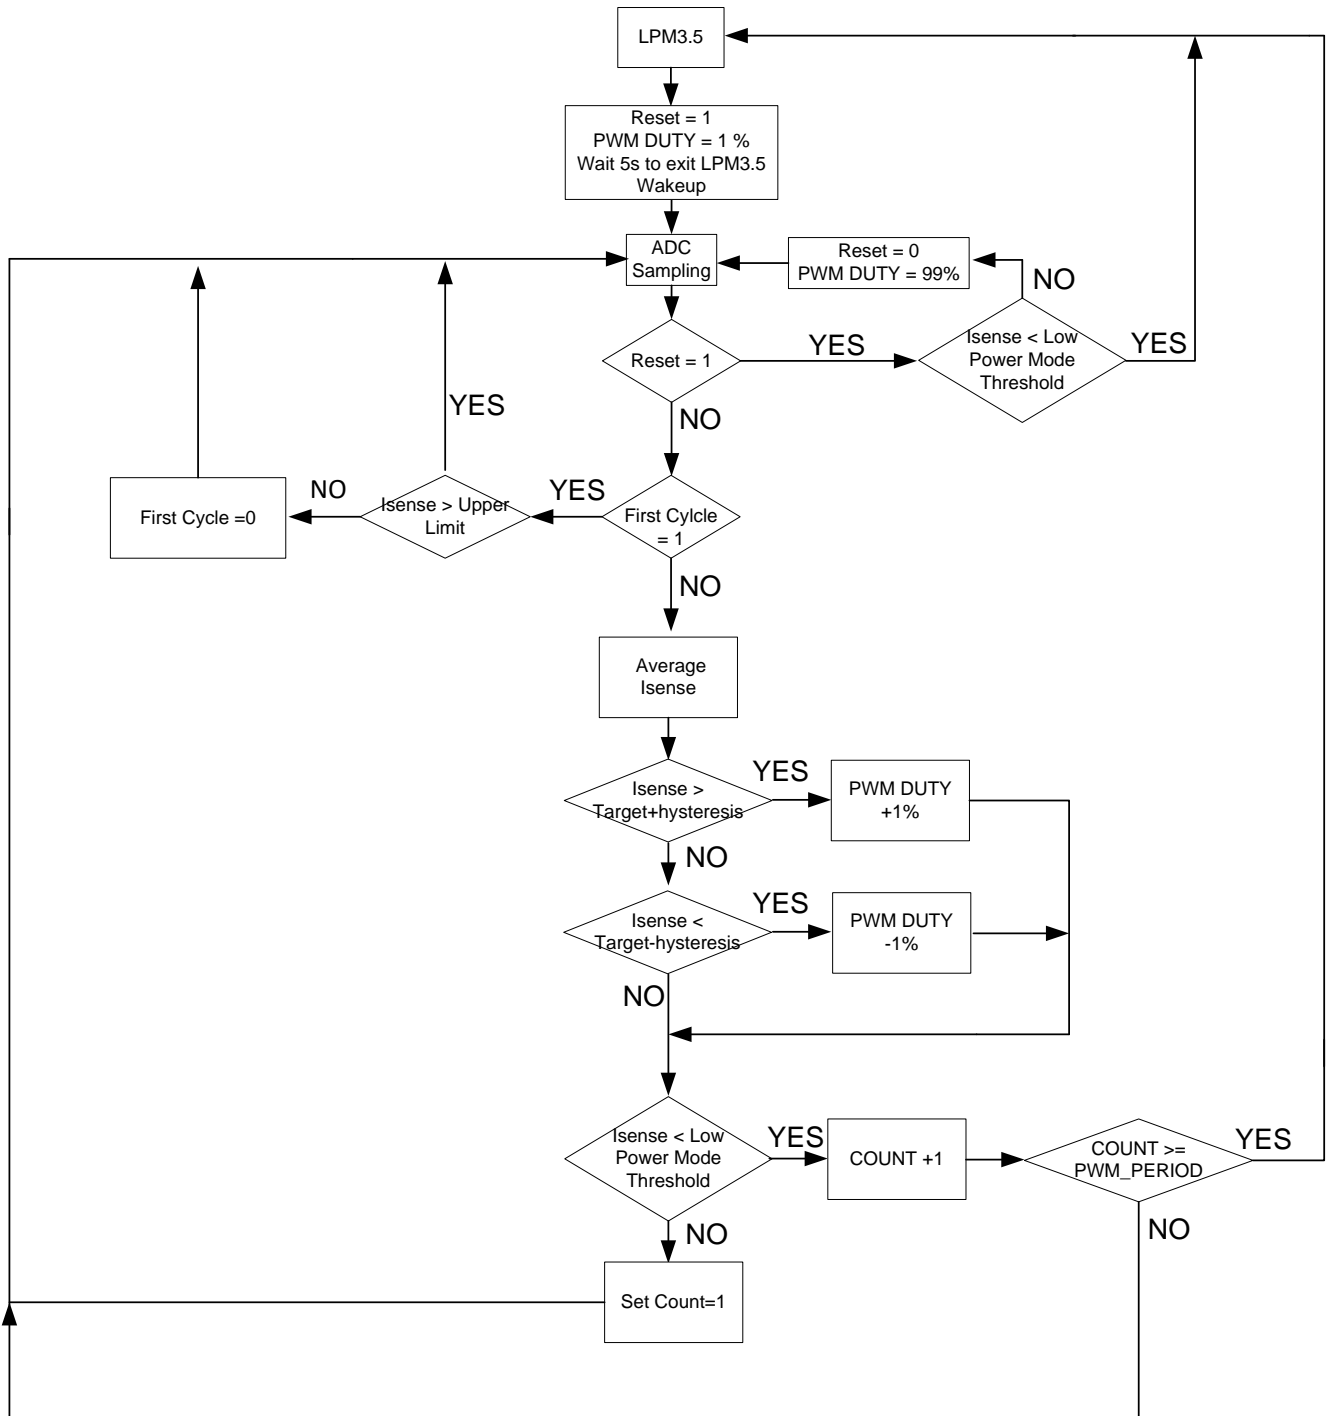 LPM3.5
Reset = 1
PWM DUTY = 1 %
Wait 5s to exit LPM3.5
Wakeup
ADC
Sampling
Reset = 0
PWM DUTY = 99%
NO
Reset = 1
YES
Isense < Low
Power Mode
Threshold
YES
NO
YES
First Cycle =0
NO
Isense > Upper
Limit
YES
First Cylcle
= 1
NO
Average
Isense
Isense >
Target+hysteresis
YES
PWM DUTY
+1%
NO
Isense <
Target-hysteresis
YES
PWM DUTY
-1%
NO
Isense < Low
Power Mode
Threshold
YES
COUNT +1
COUNT >=
PWM_PERIOD
YES
NO
NO
Set Count=1